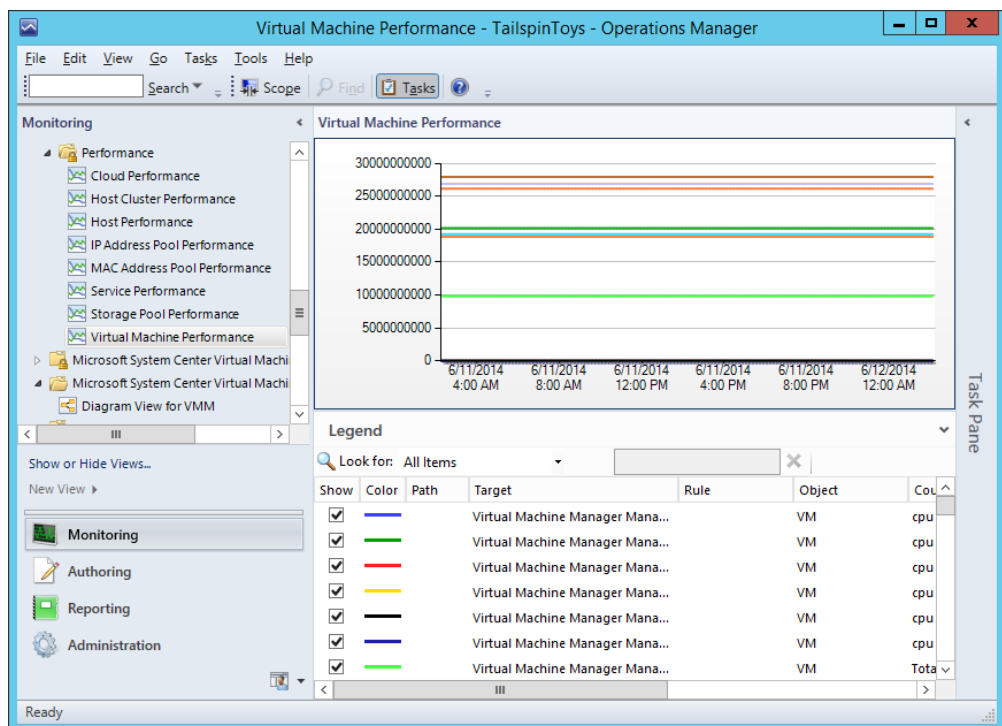 Virtual Machine Performance - TailspinToys - Operations Manager
File Edit View Go Tasks Tools Help
Search Scope Find Tasks
Monitoring
Performance
Cloud Performance
Host Cluster Performance
Host Performance
IP Address Pool Performance
MAC Address Pool Performance
Service Performance
Storage Pool Performance
Virtual Machine Performance
Microsoft System Center Virtual Machi
Microsoft System Center Virtual Machi
Diagram View for VMM
Show or Hide Views...
New View
Monitoring
Authoring
Reporting
Administration
Virtual Machine Performance
30000000000
25000000000
20000000000
15000000000
10000000000
5000000000
0
6/11/2014 6/11/2014 6/11/2014 6/11/2014 6/11/2014 6/12/2014
4:00 AM 8:00 AM 12:00 PM 4:00 PM 8:00 PM 12:00 AM
Legend
Look for: All Items
Show Color Path Target Rule Object Cou
Virtual Machine Manager Mana... VM cpu
Virtual Machine Manager Mana... VM cpu
Virtual Machine Manager Mana... VM cpu
Virtual Machine Manager Mana... VM cpu
Virtual Machine Manager Mana... VM cpu
Virtual Machine Manager Mana... VM cpu
Virtual Machine Manager Mana... VM Tota
Task Pane
Ready